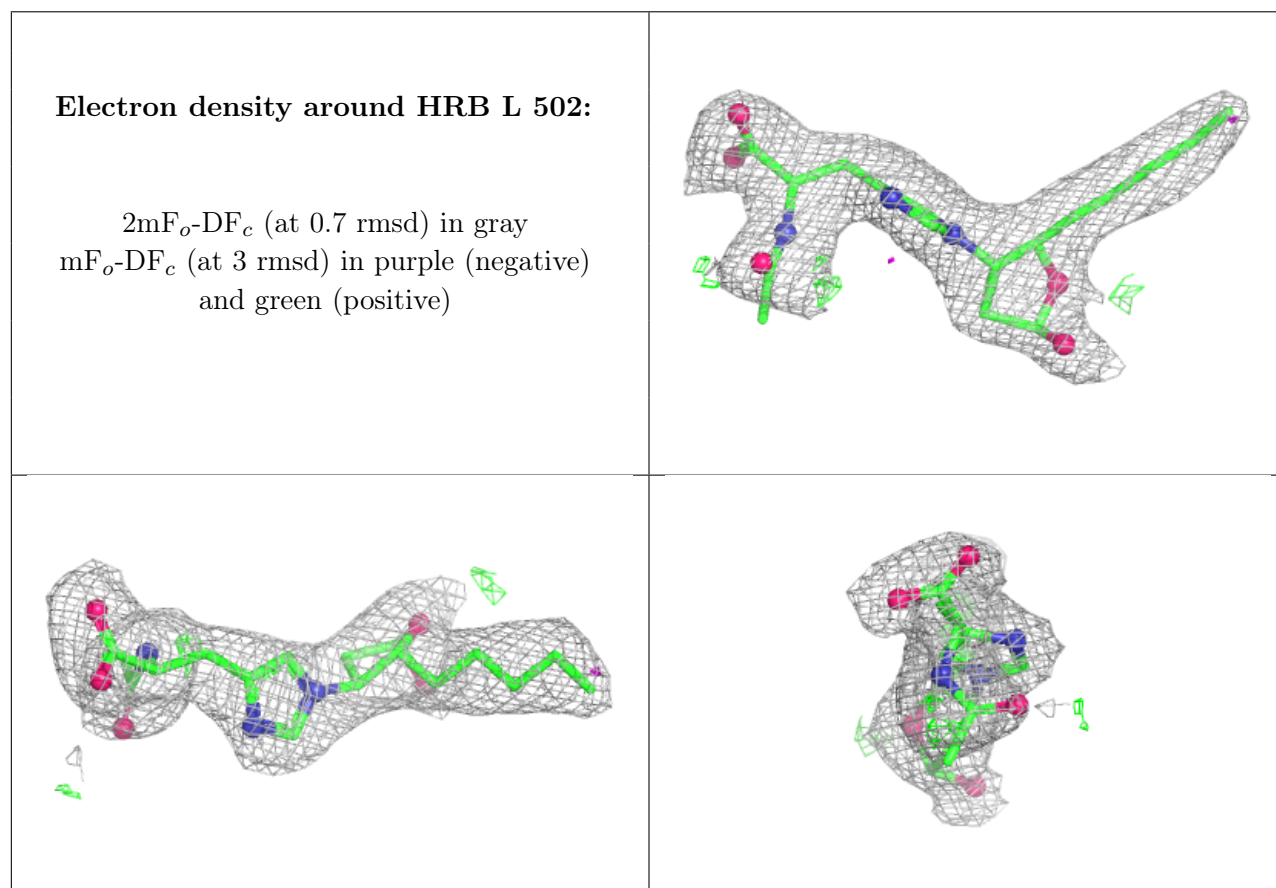 Electron density around HRB L 502:
2mFo-DFc (at 0.7 rmsd) in gray
mFo-DFc (at 3 rmsd) in purple (negative)
and green (positive)